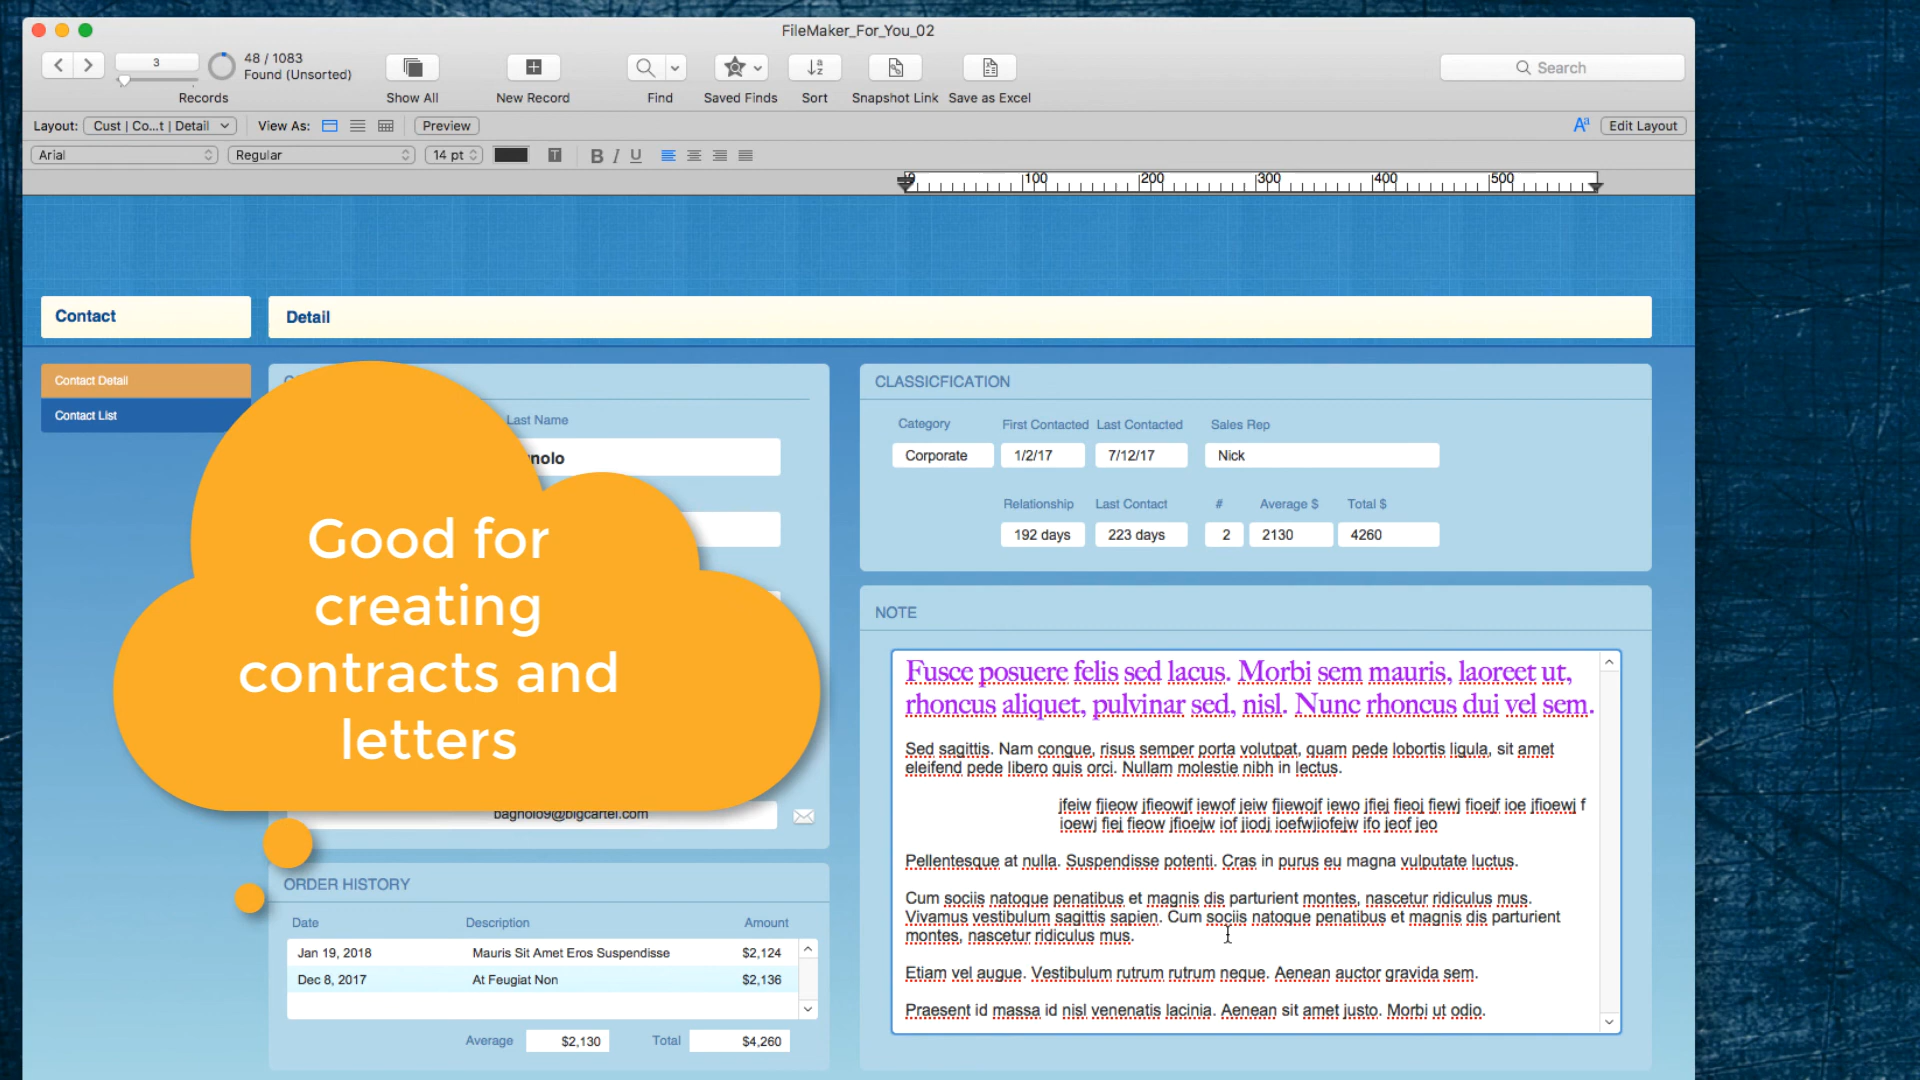 FileMaker_For_You_02
3
48 / 1083
Found (Unsorted)
Search
Records
Show All
New Record
Find
Saved Finds
Sort
Snapshot Link
Save as Excel
Layout:
Cust | Co...t | Detail
View As:
Preview
Aa
Edit Layout
Arial
Regular
14 pt
B I U
0 100 200 300 400 500
Contact
Detail
Contact Detail
Contact List
Last Name
nolo
Good for
creating
contracts and
letters
bagnolo9@bigcartel.com
ORDER HISTORY
Date Description Amount
Jan 19, 2018 Mauris Sit Amet Eros Suspendisse $2,124
Dec 8, 2017 At Feugiat Non $2,136
Average $2,130 Total $4,260
CLASSICFICATION
Category First Contacted Last Contacted Sales Rep
Corporate 1/2/17 7/12/17 Nick
Relationship Last Contact # Average $ Total $
192 days 223 days 2 2130 4260
NOTE
Fusce posuere felis sed lacus. Morbi sem mauris, laoreet ut,
rhoncus aliquet, pulvinar sed, nisl. Nunc rhoncus dui vel sem.
Sed sagittis. Nam congue, risus semper porta volutpat, quam pede lobortis ligula, sit amet
eleifend pede libero quis orci. Nullam molestie nibh in lectus.
jfeiw fjieow jfieowjf iewof jeiw fjiewojf iewo jfiej fieoj fiewj fioejf ioe jfioewj f
ioewj fiej fieow jfioejw iof jiodj ioefwjiofejw ifo jeof jeo
Pellentesque at nulla. Suspendisse potenti. Cras in purus eu magna vulputate luctus.
Cum sociis natoque penatibus et magnis dis parturient montes, nascetur ridiculus mus.
Vivamus vestibulum sagittis sapien. Cum sociis natoque penatibus et magnis dis parturient
montes, nascetur ridiculus mus.
Etiam vel augue. Vestibulum rutrum rutrum neque. Aenean auctor gravida sem.
Praesent id massa id nisl venenatis lacinia. Aenean sit amet justo. Morbi ut odio.